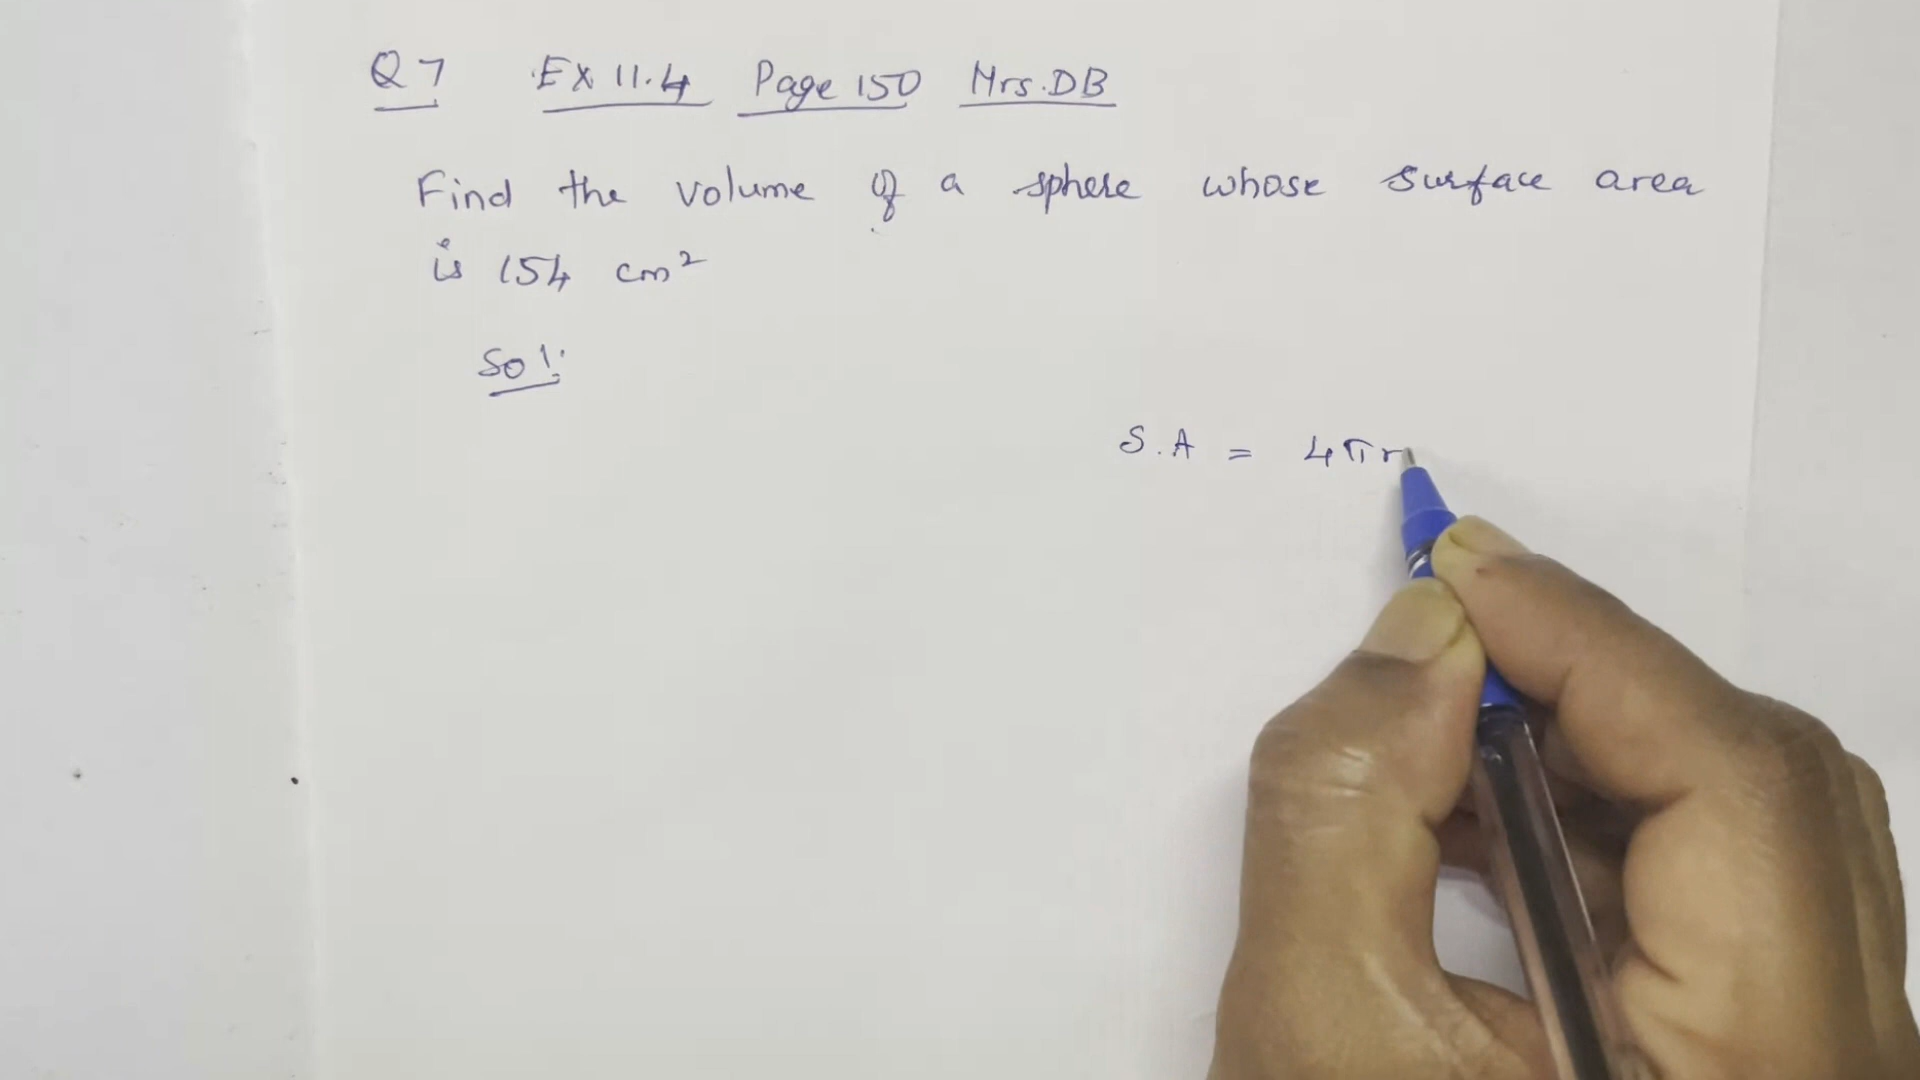 Q7 Ex 11.4 Page 150 Mrs.DB
Find the volume of a sphere whose surface area
is 154 cm²
Sol:
S.A = 4πr